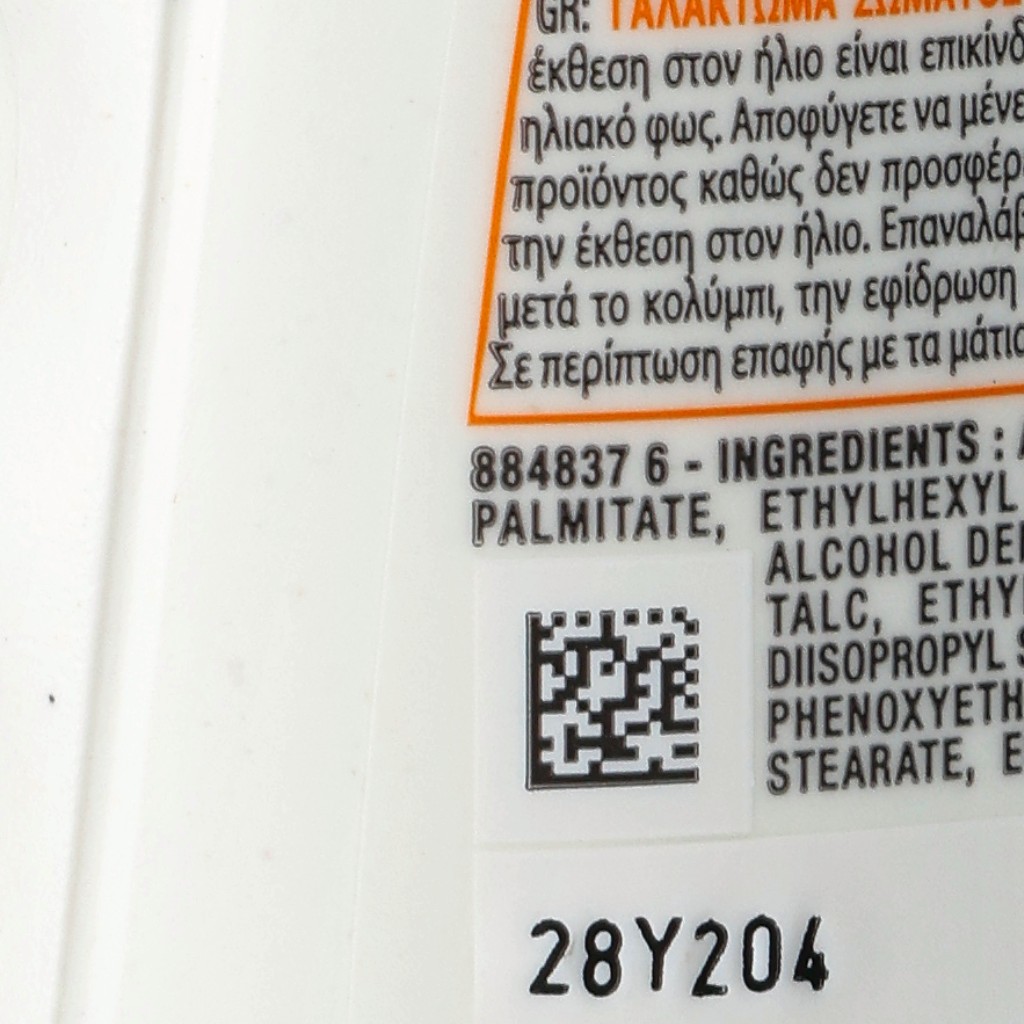 GR: ΓΑΛΑΚΤΩΜΑ ΣΩΜΑΤΟΣ
έκθεση στον ήλιο είναι
ηλιακό φως. Αποφύγετε να
προϊόντος καθώς δεν
την έκθεση στον ήλιο.
μετά το κολύμπι, την εφίδρωση
Σε περίπτωση επαφής με τα
884837 6 - INGREDIENTS :
PALMITATE, ETHYLHEXYL
ALCOHOL
TALC,
DIISOPROPYL
STEARATE,
28Y204